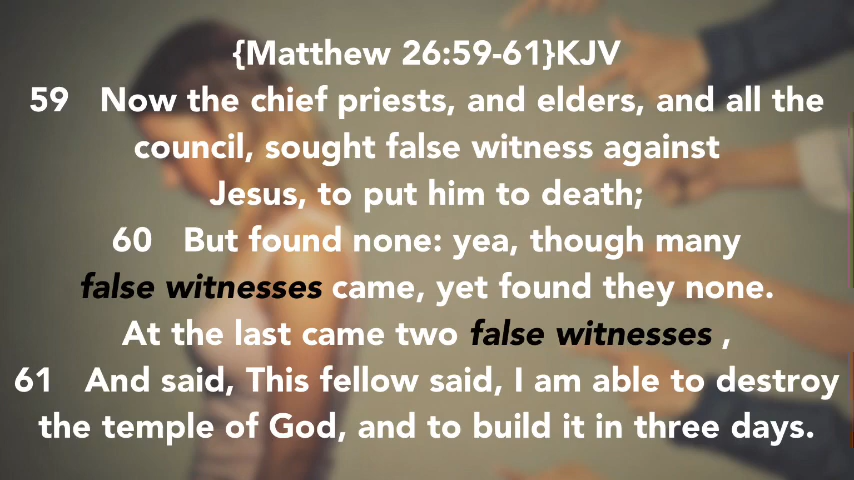 {Matthew 26:59-61}KJV
59 Now the chief priests, and elders, and all the
council, sought false witness against
Jesus, to put him to death;
60 But found none: yea, though many
false witnesses came, yet found they none.
At the last came two false witnesses ,
61 And said, This fellow said, I am able to destroy
the temple of God, and to build it in three days.